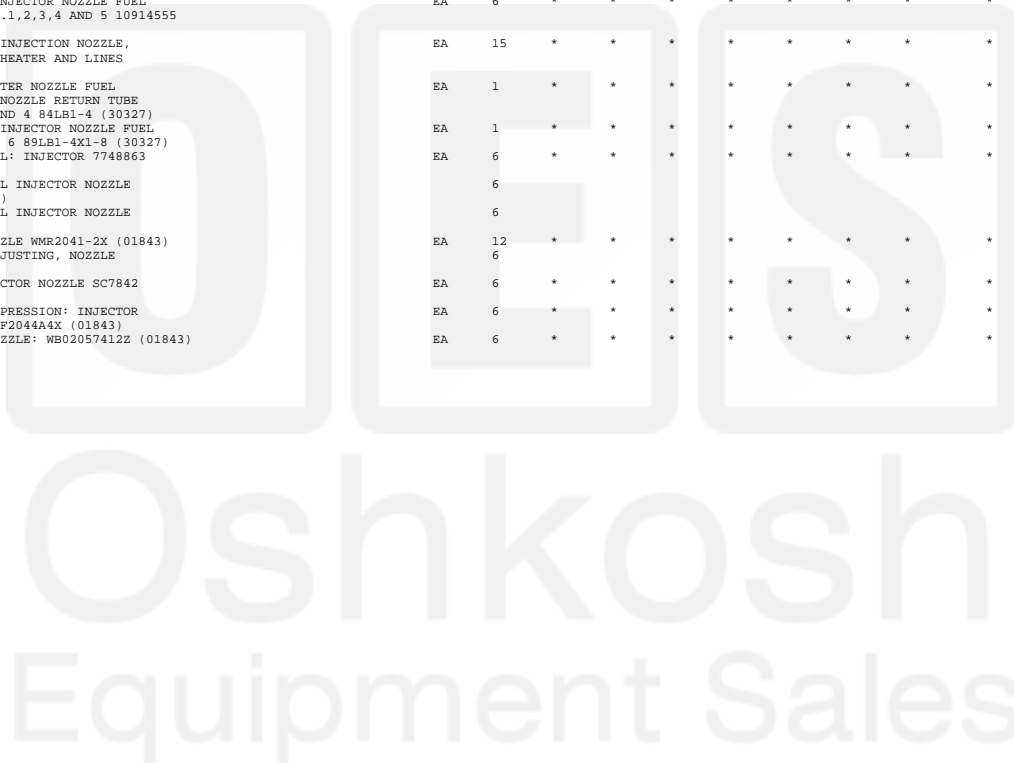 NJECTOR NOZZLE FUEL EA 6 * * * * * * * *
.1,2,3,4 AND 5 10914555
INJECTION NOZZLE, EA 15 * * * * * * * *
HEATER AND LINES
TER NOZZLE FUEL EA 1 * * * * * * * *
NOZZLE RETURN TUBE
ND 4 84LB1-4 (30327)
INJECTOR NOZZLE FUEL EA 1 * * * * * * * *
6 89LB1-4X1-8 (30327)
L: INJECTOR 7748863 EA 6 * * * * * * * *
L INJECTOR NOZZLE 6
)
L INJECTOR NOZZLE 6
ZLE WMR2041-2X (01843) EA 12 * * * * * * * *
JUSTING, NOZZLE 6
CTOR NOZZLE SC7842 EA 6 * * * * * * * *
PRESSION: INJECTOR EA 6 * * * * * * * *
F2044A4X (01843)
ZZLE: WB02057412Z (01843) EA 6 * * * * * * * *
OES
Oshkosh
Equipment Sales